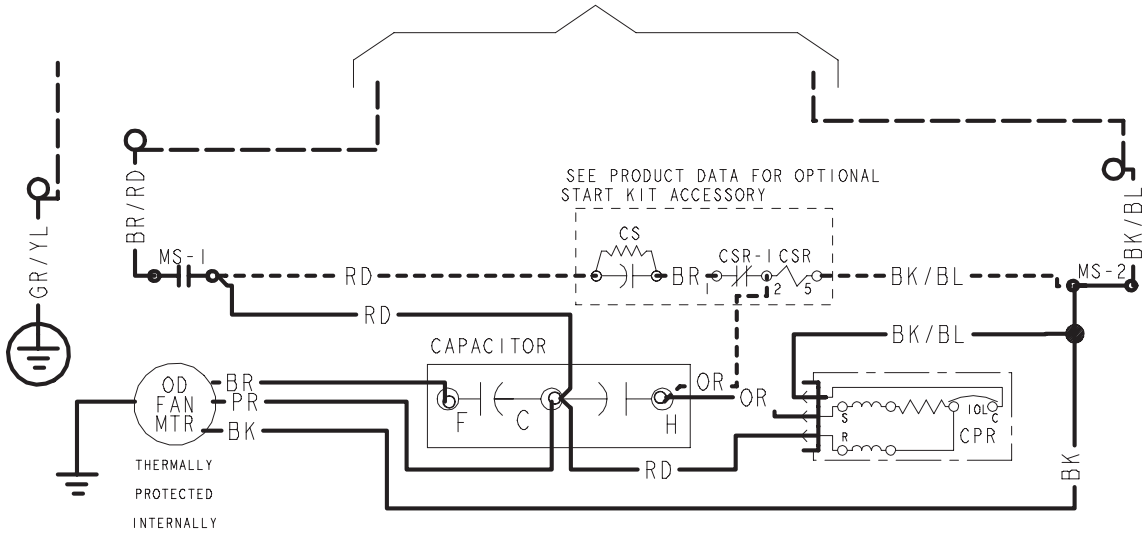 SEE PRODUCT DATA FOR OPTIONAL
START KIT ACCESSORY
BR/RD
BK/BL
GR/YL
MS-1
RD
CS
BR
CSR-1
CSR
1
2
5
BK/BL
MS-2
RD
BK/BL
CAPACITOR
OD
FAN
MTR
BR
PR
BK
F
C
H
OR
OR
S
R
IOL
C
CPR
RD
BK
THERMALLY
PROTECTED
INTERNALLY